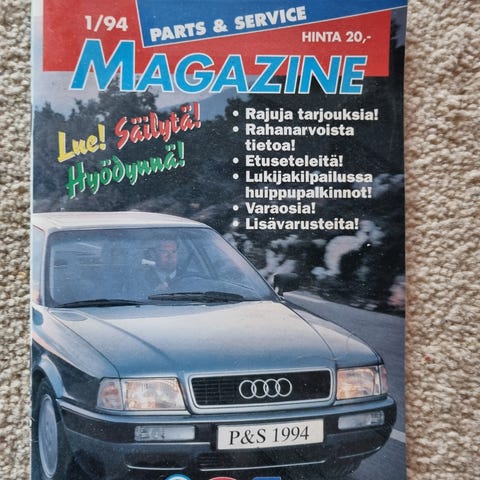 1/94
PARTS & SERVICE
HINTA 20,-
MAGAZINE
Lue! Säilytä!
Hyödynnä!
• Rajuja tarjouksia!
• Rahanarvoista
tietoa!
• Etuseteleitä!
• Lukijakilpailussa
huippupalkinnot!
• Varaosia!
• Lisävarusteita!
P&S 1994